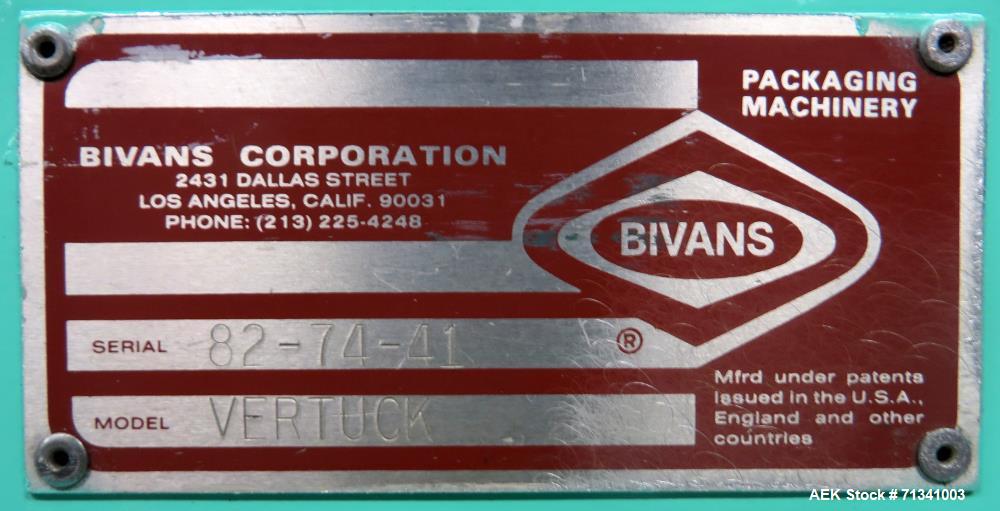 PACKAGING
MACHINERY
BIVANS CORPORATION
2431 DALLAS STREET
LOS ANGELES, CALIF. 90031
PHONE: (213) 225-4248
BIVANS
SERIAL 82-74-41
®
MODEL VERTUCK
Mfrd under patents
issued in the U.S.A.,
England and other
countries
AEK Stock # 71341003